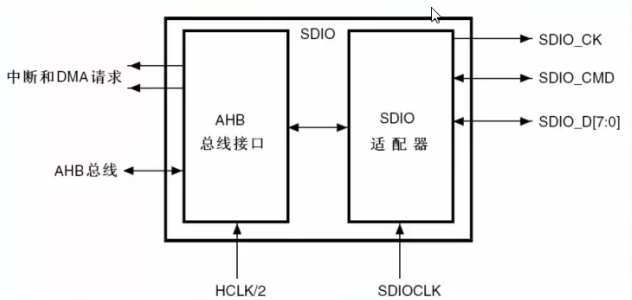 SDIO
SDIO_CK
中断和DMA请求
SDIO_CMD
AHB
总线接口
SDIO
适配器
SDIO_D[7:0]
AHB总线
HCLK/2
SDIOCLK